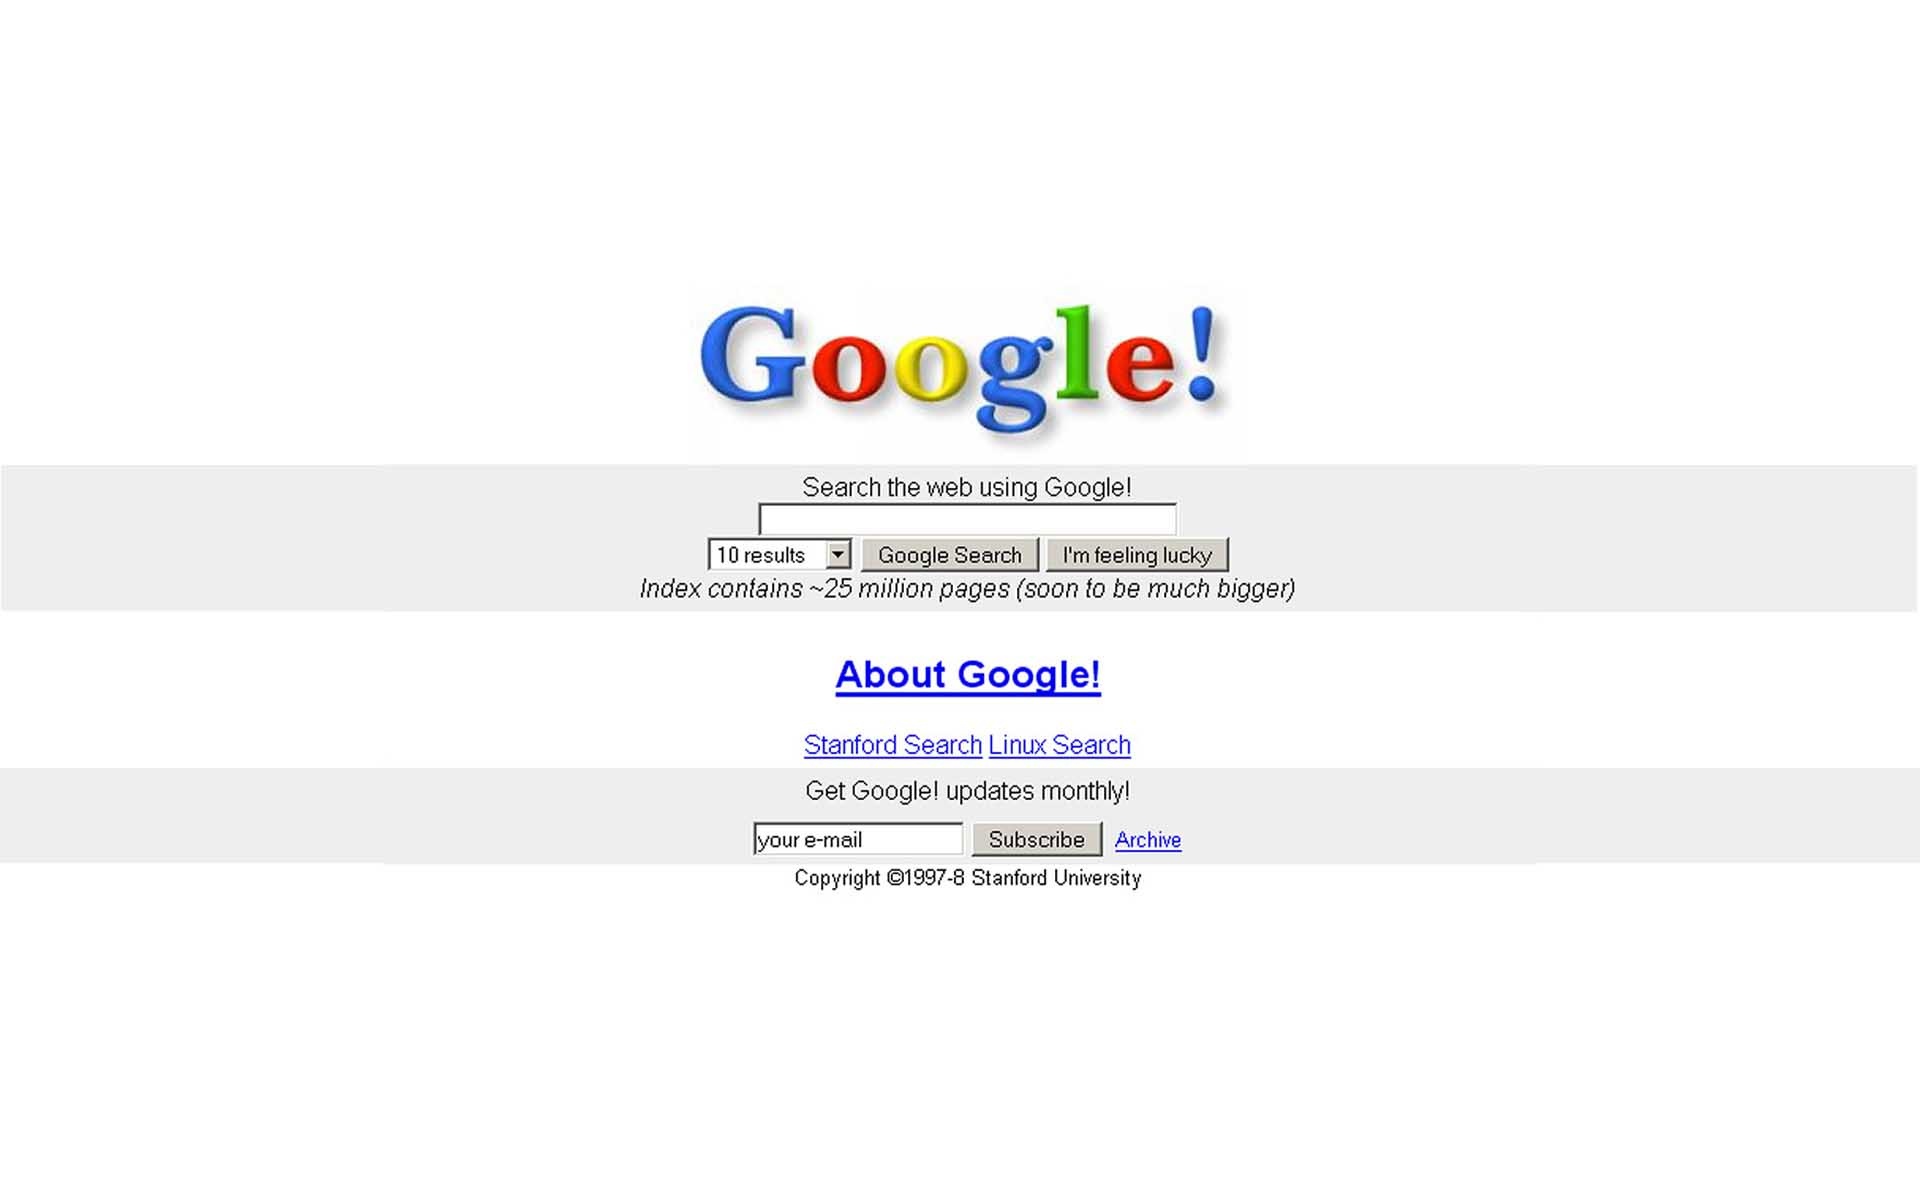 Google!
Search the web using Google!
10 results Google Search I'm feeling lucky
Index contains ~25 million pages (soon to be much bigger)
About Google!
Stanford Search Linux Search
Get Google! updates monthly!
your e-mail Subscribe Archive
Copyright ©1997-8 Stanford University